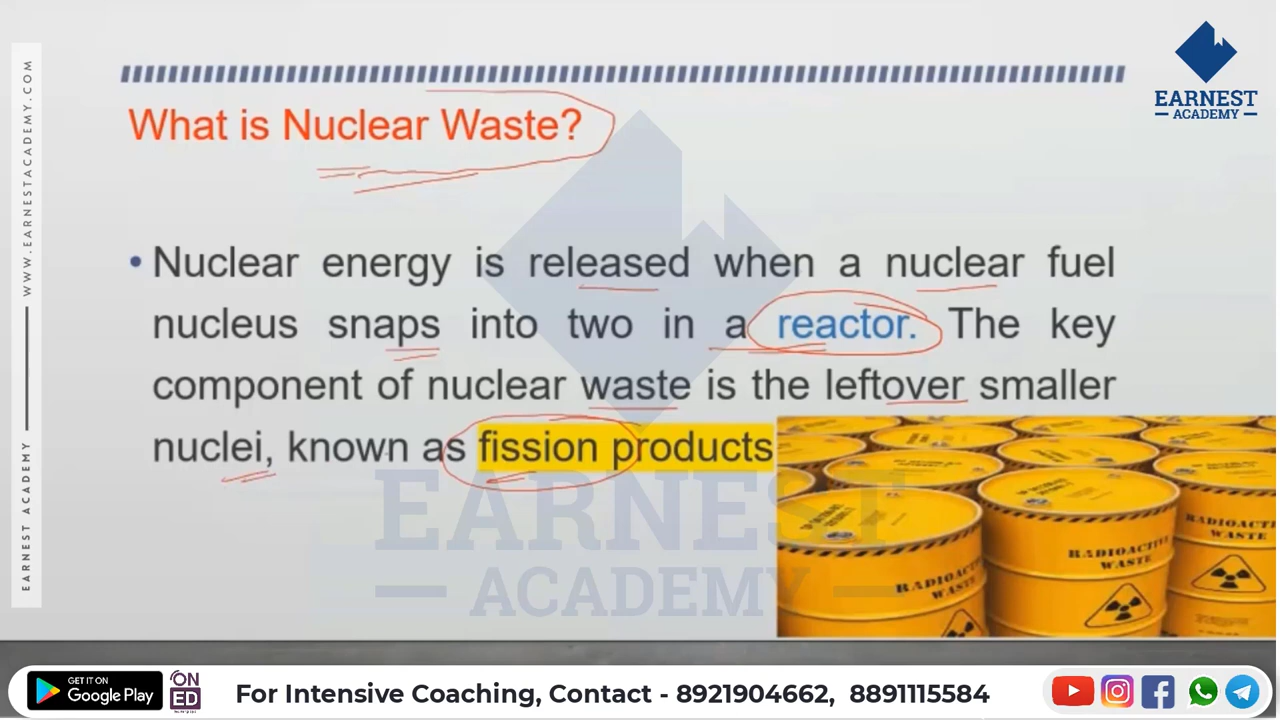 WWW.EARNESTACADEMY.COM
EARNEST ACADEMY
EARNEST
ACADEMY
What is Nuclear Waste?
• Nuclear energy is released when a nuclear fuel
nucleus snaps into two in a reactor. The key
component of nuclear waste is the leftover smaller
nuclei, known as fission products
EARNEST
ACADEMY
RADIOACTIVE
WASTE
RADIOACTIVE
WASTE
RADIOACTI
WASTE
GET IT ON
Google Play
ON
ED
For Intensive Coaching, Contact - 8921904662, 8891115584